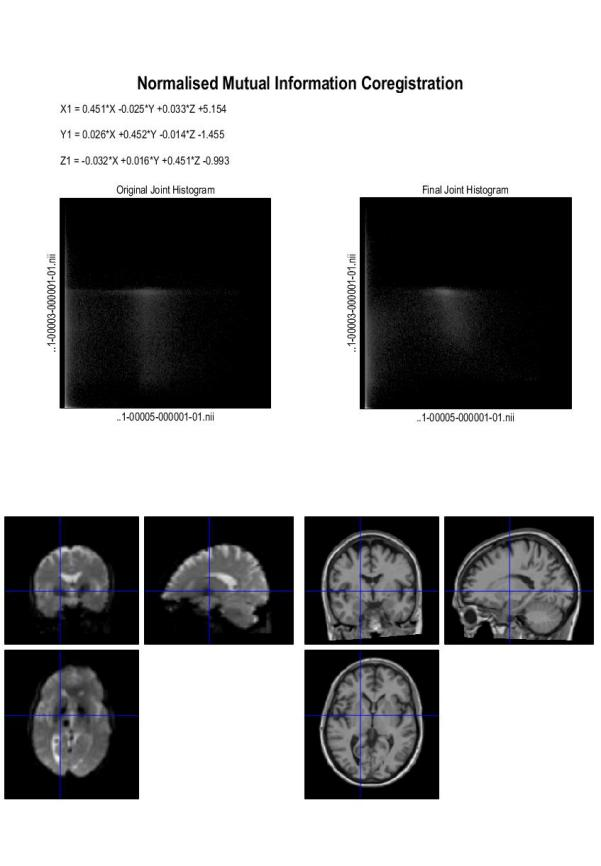 Normalised Mutual Information Coregistration
X1 = 0.451*X -0.025*Y +0.033*Z +5.154
Y1 = 0.026*X +0.452*Y -0.014*Z -1.455
Z1 = -0.032*X +0.016*Y +0.451*Z -0.993
Original Joint Histogram
..1-00003-000001-01.nii
..1-00005-000001-01.nii
Final Joint Histogram
..1-00003-000001-01.nii
..1-00005-000001-01.nii